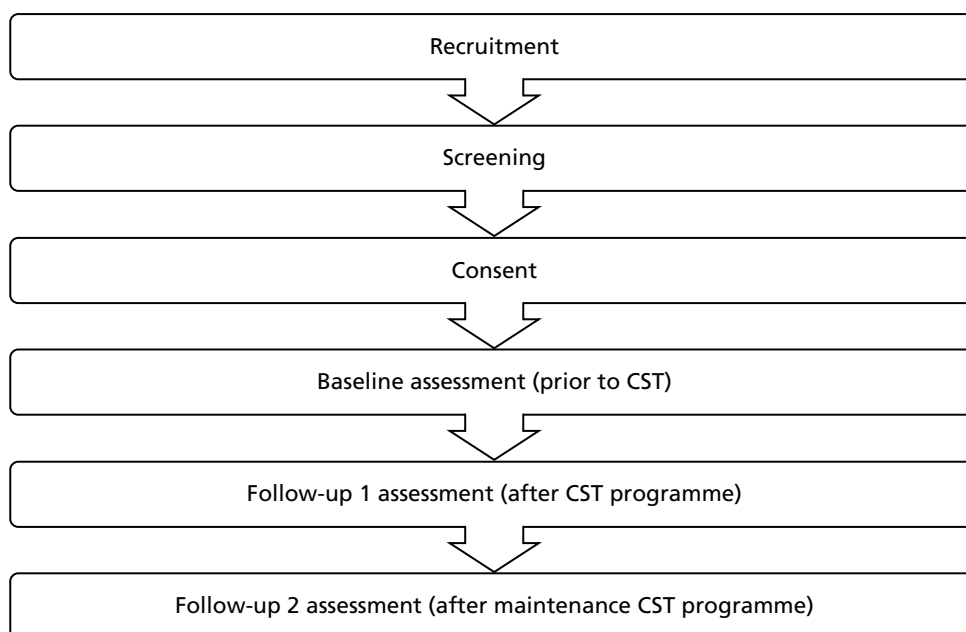 Recruitment
Screening
Consent
Baseline assessment (prior to CST)
Follow-up 1 assessment (after CST programme)
Follow-up 2 assessment (after maintenance CST programme)